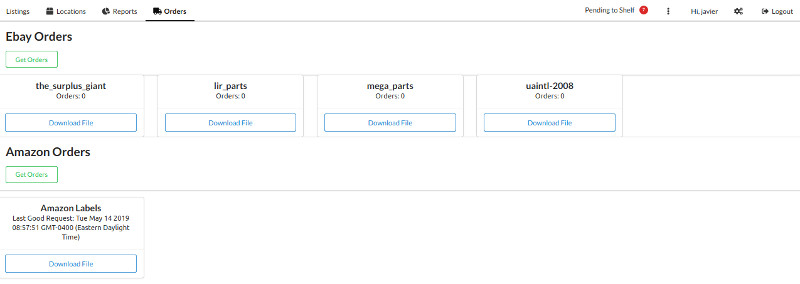 Listings Locations Reports Orders Pending to Shelf ? Hi, javier Logout
Ebay Orders
Get Orders
the_surplus_giant lir_parts mega_parts uaintl-2008
Orders: 0 Orders: 0 Orders: 0 Orders: 0
Download File Download File Download File Download File
Amazon Orders
Get Orders
Amazon Labels
Last Good Request: Tue May 14 2019
08:57:51 GMT-0400 (Eastern Daylight
Time)
Download File